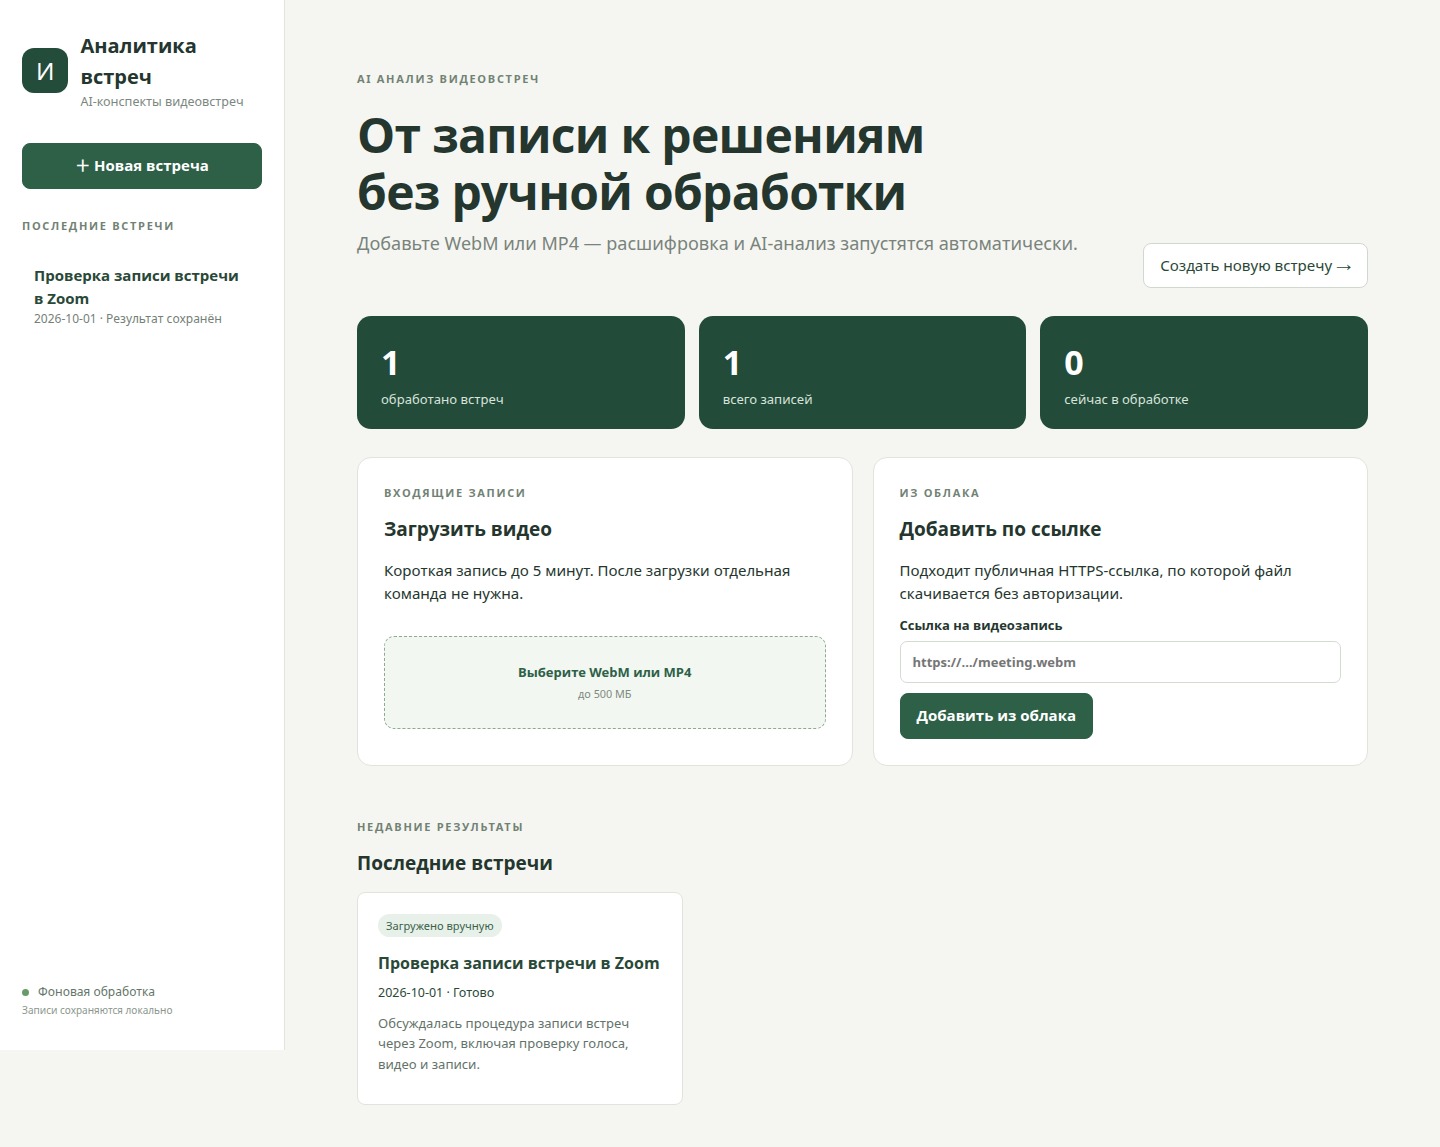 И
Аналитика
встреч
AI-конспекты видеовстреч
+ Новая встреча
ПОСЛЕДНИЕ ВСТРЕЧИ
Проверка записи встречи
в Zoom
2026-10-01 · Результат сохранён
Фоновая обработка
Записи сохраняются локально
AI АНАЛИЗ ВИДЕОВСТРЕЧ
От записи к решениям
без ручной обработки
Добавьте WebM или MP4 — расшифровка и AI-анализ запустятся автоматически.
Создать новую встречу →
1
обработано встреч
1
всего записей
0
сейчас в обработке
ВХОДЯЩИЕ ЗАПИСИ
Загрузить видео
Короткая запись до 5 минут. После загрузки отдельная
команда не нужна.
Выберите WebM или MP4
до 500 МБ
ИЗ ОБЛАКА
Добавить по ссылке
Подходит публичная HTTPS-ссылка, по которой файл
скачивается без авторизации.
Ссылка на видеозапись
https://.../meeting.webm
Добавить из облака
НЕДАВНИЕ РЕЗУЛЬТАТЫ
Последние встречи
Загружено вручную
Проверка записи встречи в Zoom
2026-10-01 · Готово
Обсуждалась процедура записи встреч
через Zoom, включая проверку голоса,
видео и записи.